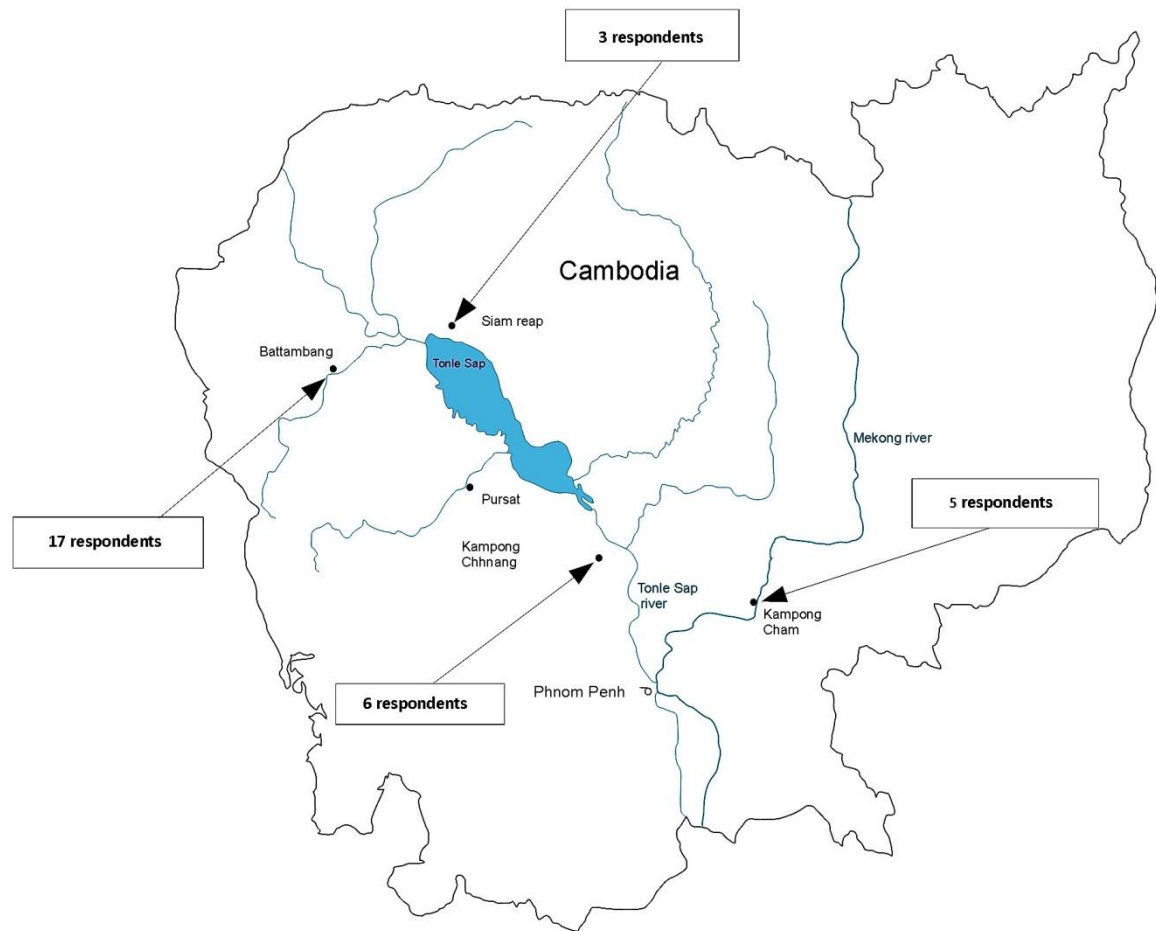 3 respondents
Cambodia
Siam reap
Battambang
Tonle Sap
Mekong river
Pursat
5 respondents
17 respondents
Kampong
Chhnang
Tonle Sap
river
Kampong
Cham
6 respondents
Phnom Penh